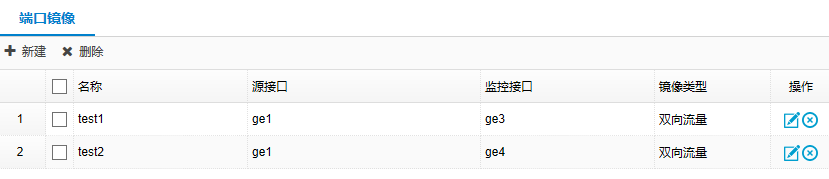 端口镜像
新建 删除
名称 源接口 监控接口 镜像类型 操作
1 test1 ge1 ge3 双向流量
2 test2 ge1 ge4 双向流量